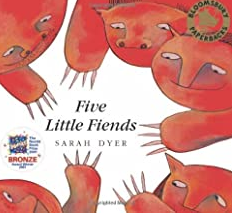 BLOOMSBURY
PAPERBACKS
Five
Little Fiends
SARAH DYER
BRONZE